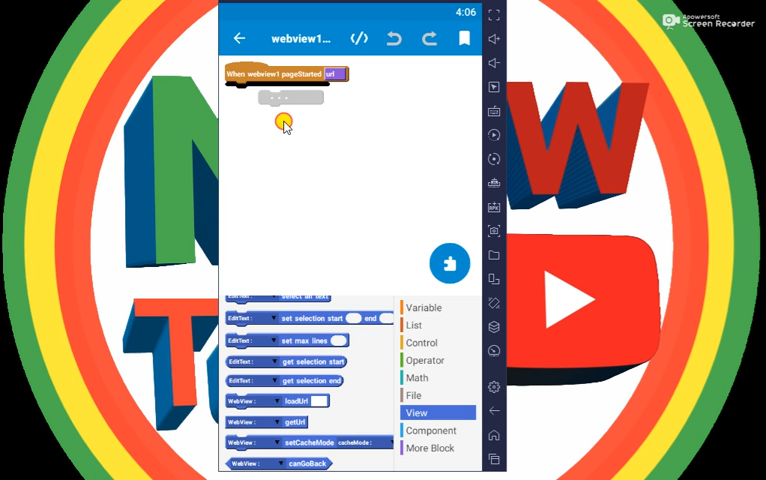 4:06
Apowersoft
Screen Recorder
webview1...
When webview1 pageStarted url
select all text
EditText: set selection start end
EditText: set max lines
EditText: get selection start
EditText: get selection end
WebView: loadUrl
WebView: getUrl
WebView: setCacheMode cacheMode:
WebView: canGoBack
Variable
List
Control
Operator
Math
File
View
Component
More Block
N
W
T